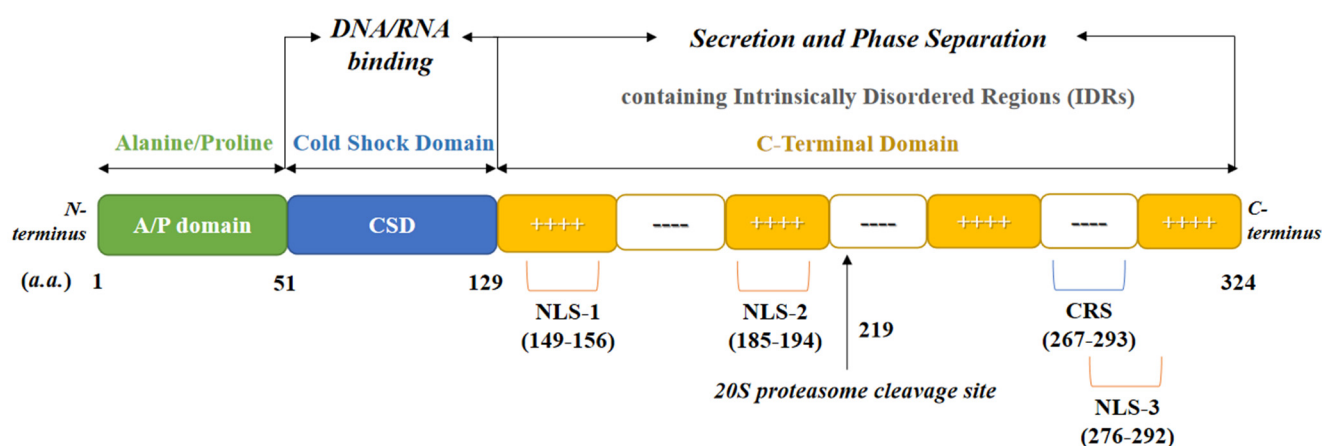 DNA/RNA
binding
Secretion and Phase Separation
containing Intrinsically Disordered Regions (IDRs)
Alanine/Proline
Cold Shock Domain
C-Terminal Domain
N-
terminus
A/P domain
CSD
++++
----
++++
----
++++
----
++++
C-
terminus
(a.a.)
1
51
129
324
NLS-1
(149-156)
NLS-2
(185-194)
219
CRS
(267-293)
20S proteasome cleavage site
NLS-3
(276-292)